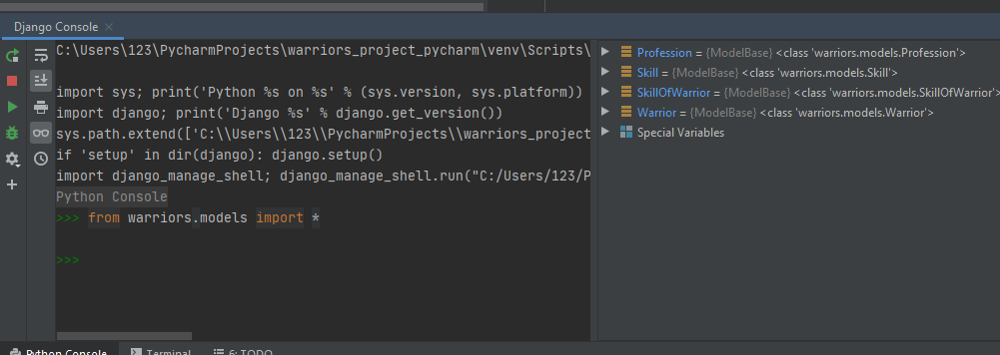 Django Console
C:\Users\123\PycharmProjects\warriors_project_pycharm\venv\Scripts\
import sys; print('Python %s on %s' % (sys.version, sys.platform))
import django; print('Django %s' % django.get_version())
sys.path.extend(['C:\\Users\\123\\PycharmProjects\\warriors_project
if 'setup' in dir(django): django.setup()
import django_manage_shell; django_manage_shell.run("C:/Users/123/P
Python Console
>>> from warriors.models import *
>>>
Profession = {ModelBase} <class 'warriors.models.Profession'>
Skill = {ModelBase} <class 'warriors.models.Skill'>
SkillOfWarrior = {ModelBase} <class 'warriors.models.SkillOfWarrior'>
Warrior = {ModelBase} <class 'warriors.models.Warrior'>
Special Variables
Python Console
Terminal
6: TODO